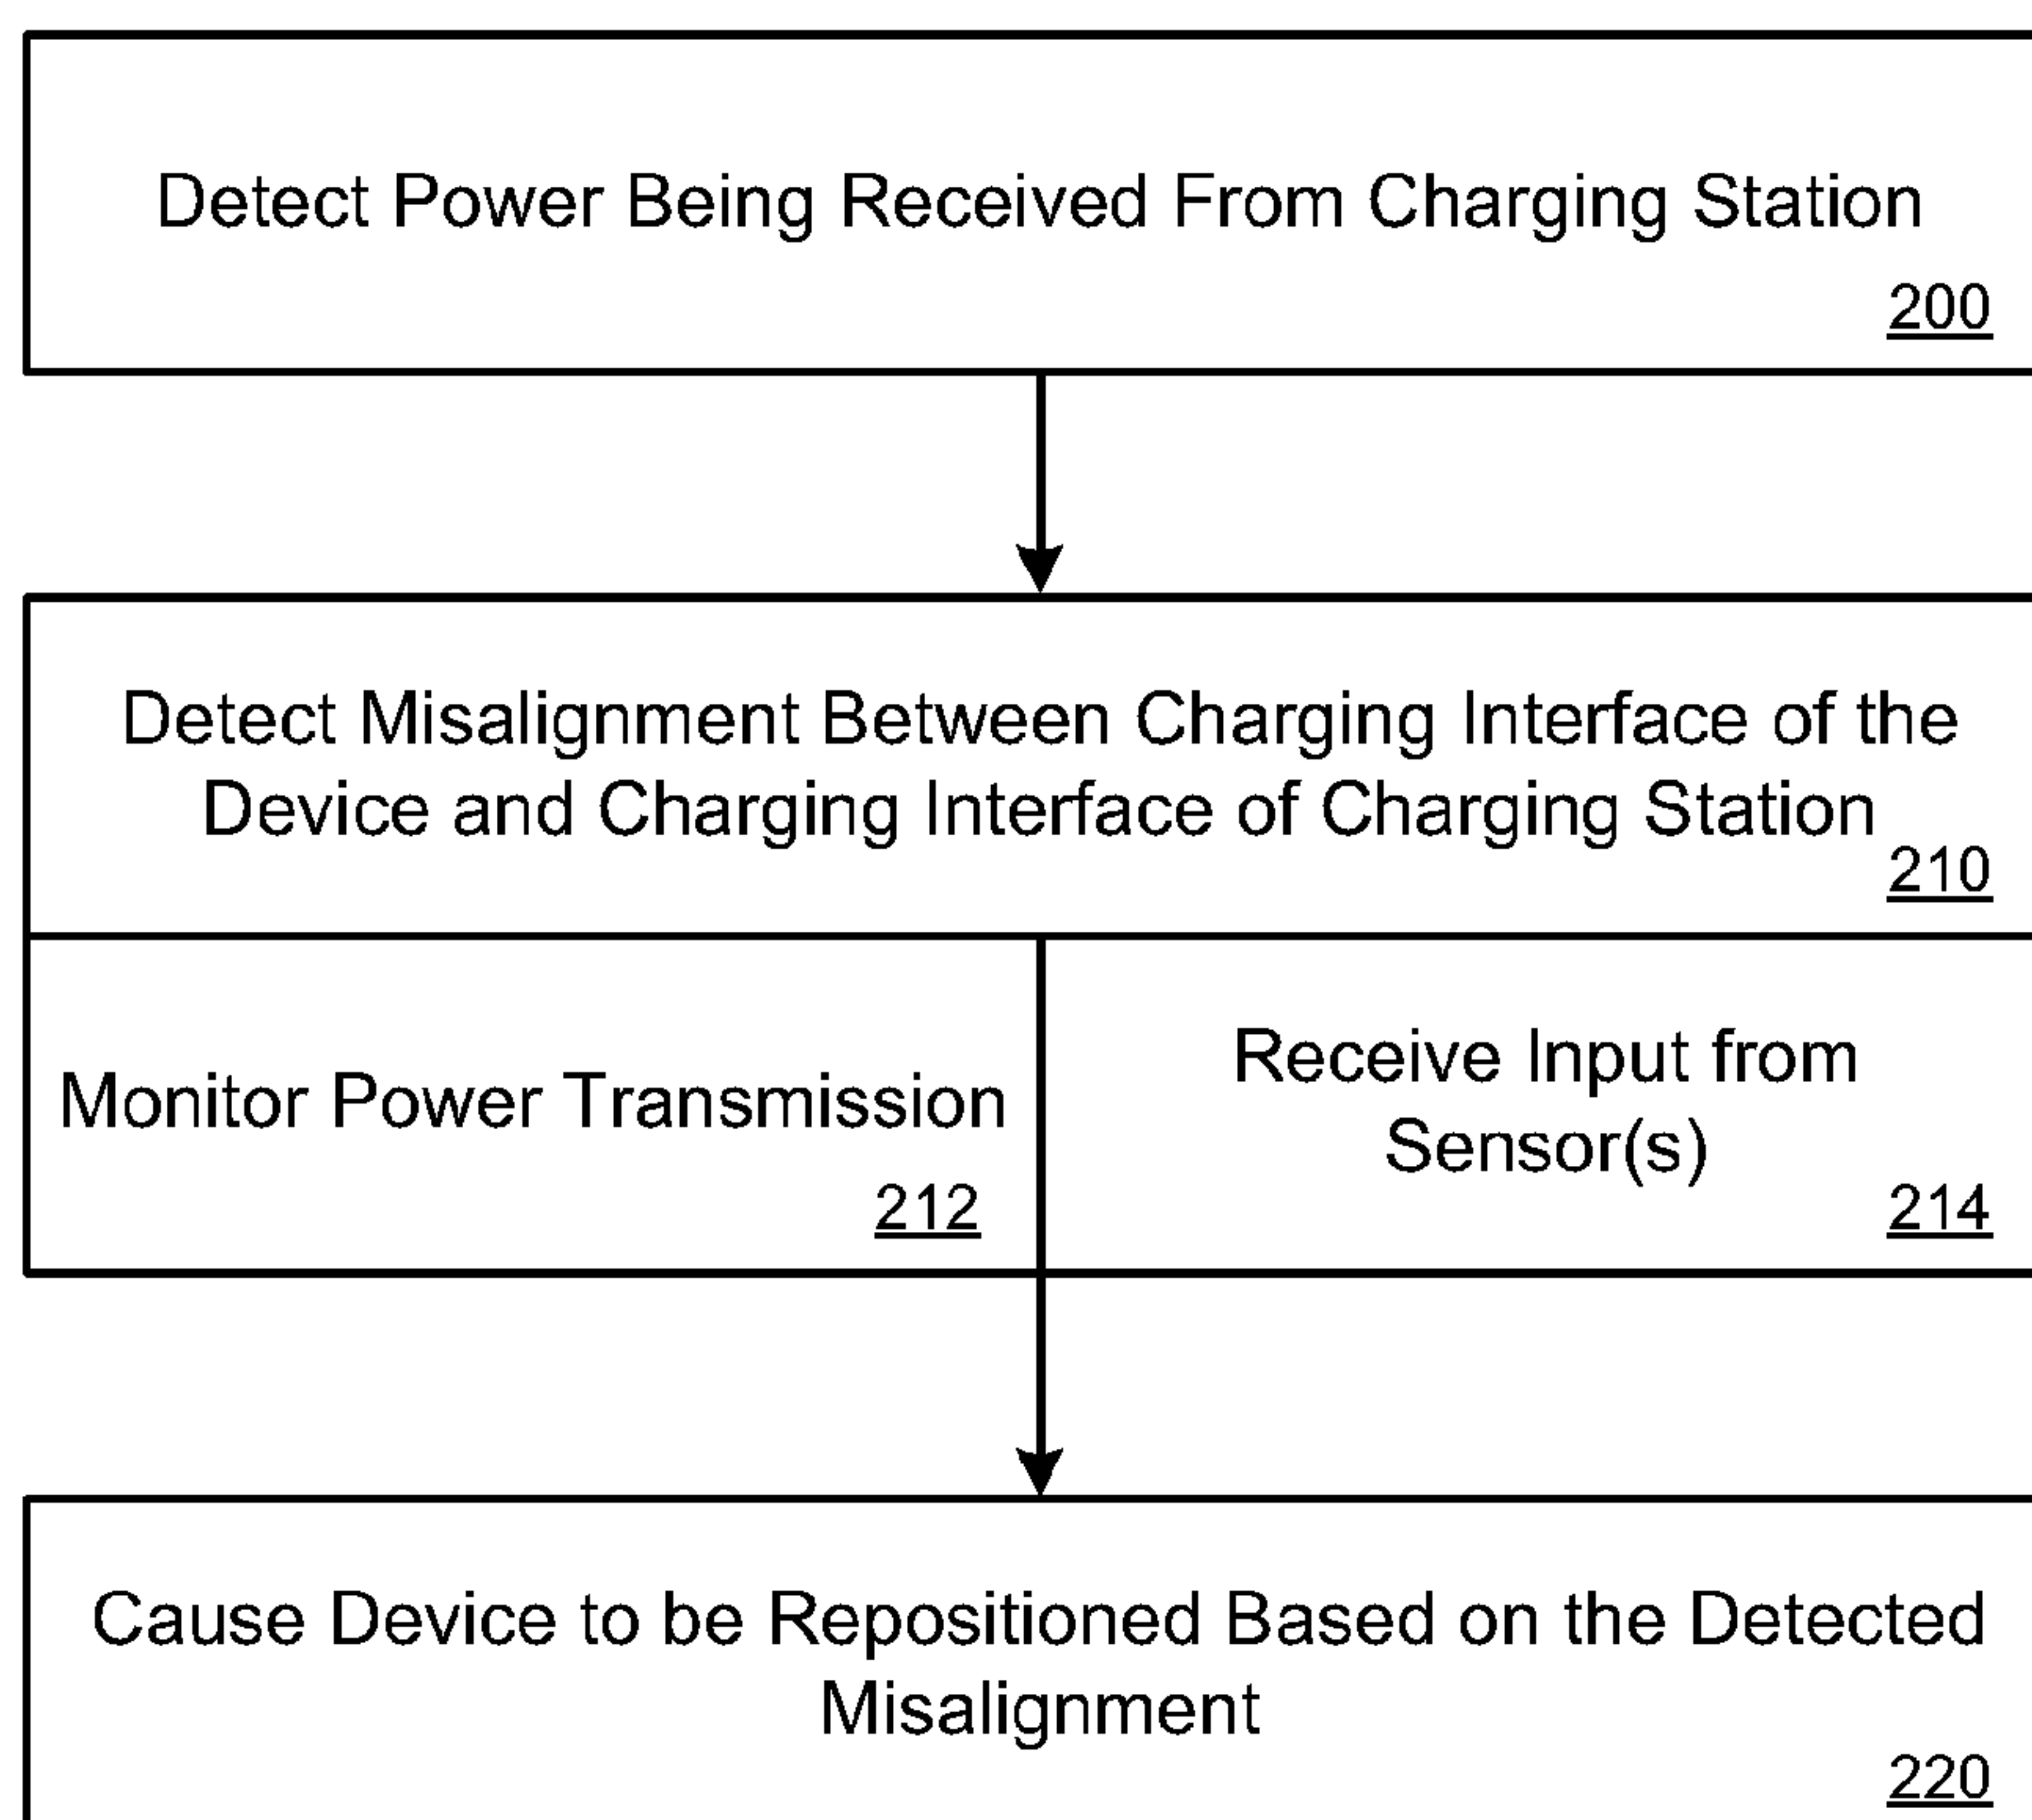 Detect Power Being Received From Charging Station
200
Detect Misalignment Between Charging Interface of the
Device and Charging Interface of Charging Station
210
Monitor Power Transmission
212
Receive Input from
Sensor(s)
214
Cause Device to be Repositioned Based on the Detected
Misalignment
220